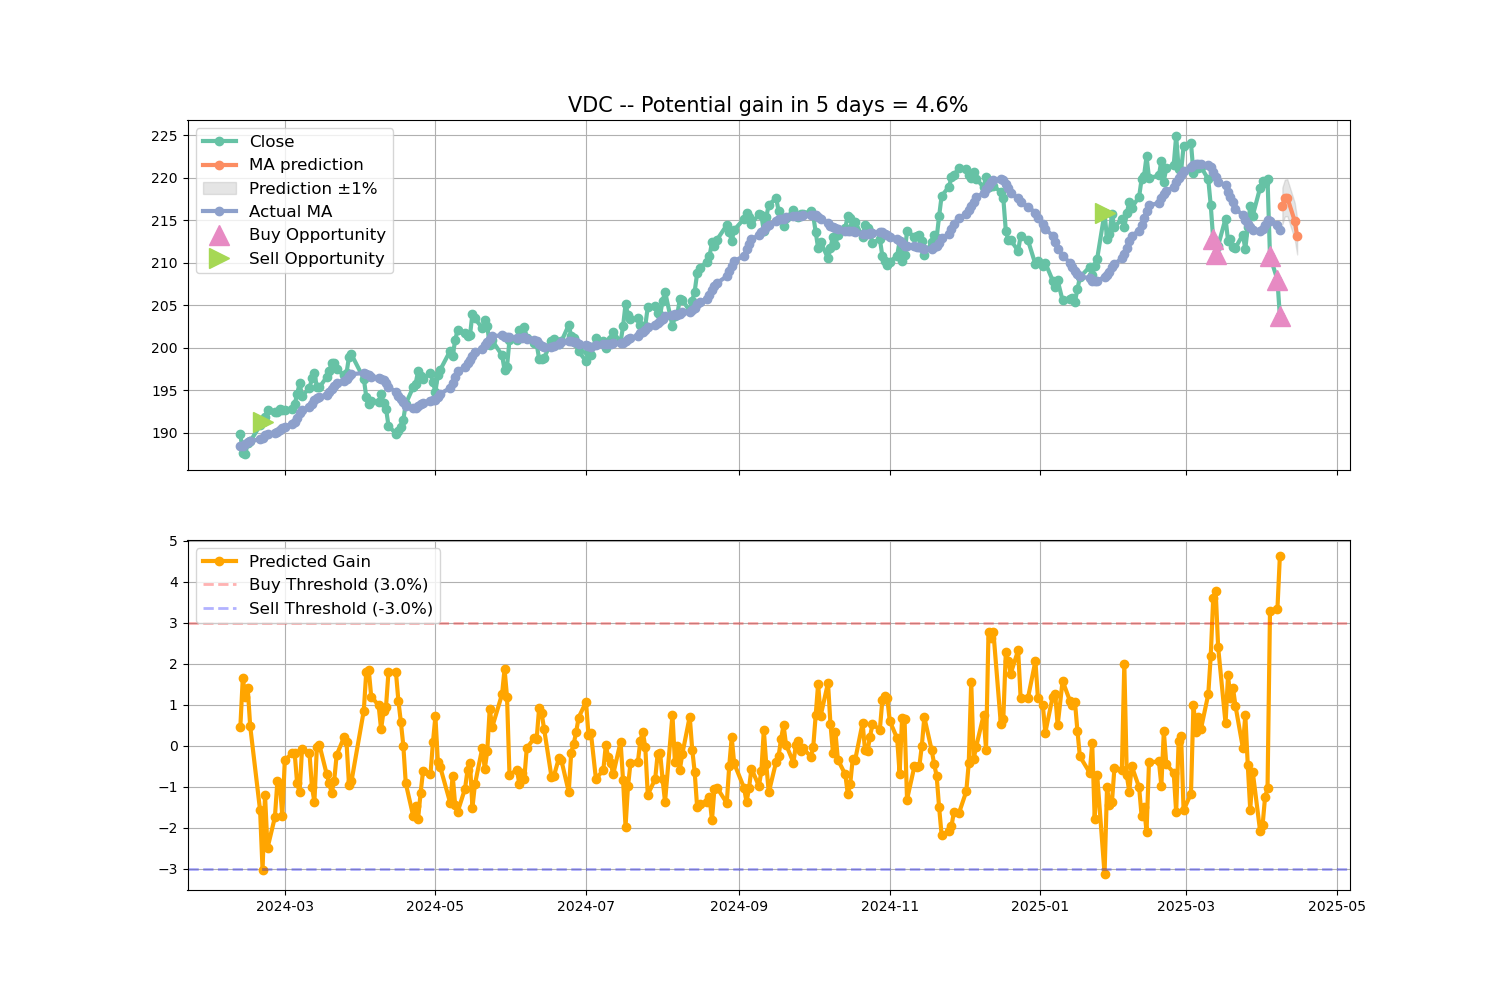 VDC -- Potential gain in 5 days = 4.6%
225
220
215
210
205
200
195
190
Close
MA prediction
Prediction ±1%
Actual MA
Buy Opportunity
Sell Opportunity
5
4
3
2
1
0
−1
−2
−3
Predicted Gain
Buy Threshold (3.0%)
Sell Threshold (-3.0%)
2024-03
2024-05
2024-07
2024-09
2024-11
2025-01
2025-03
2025-05